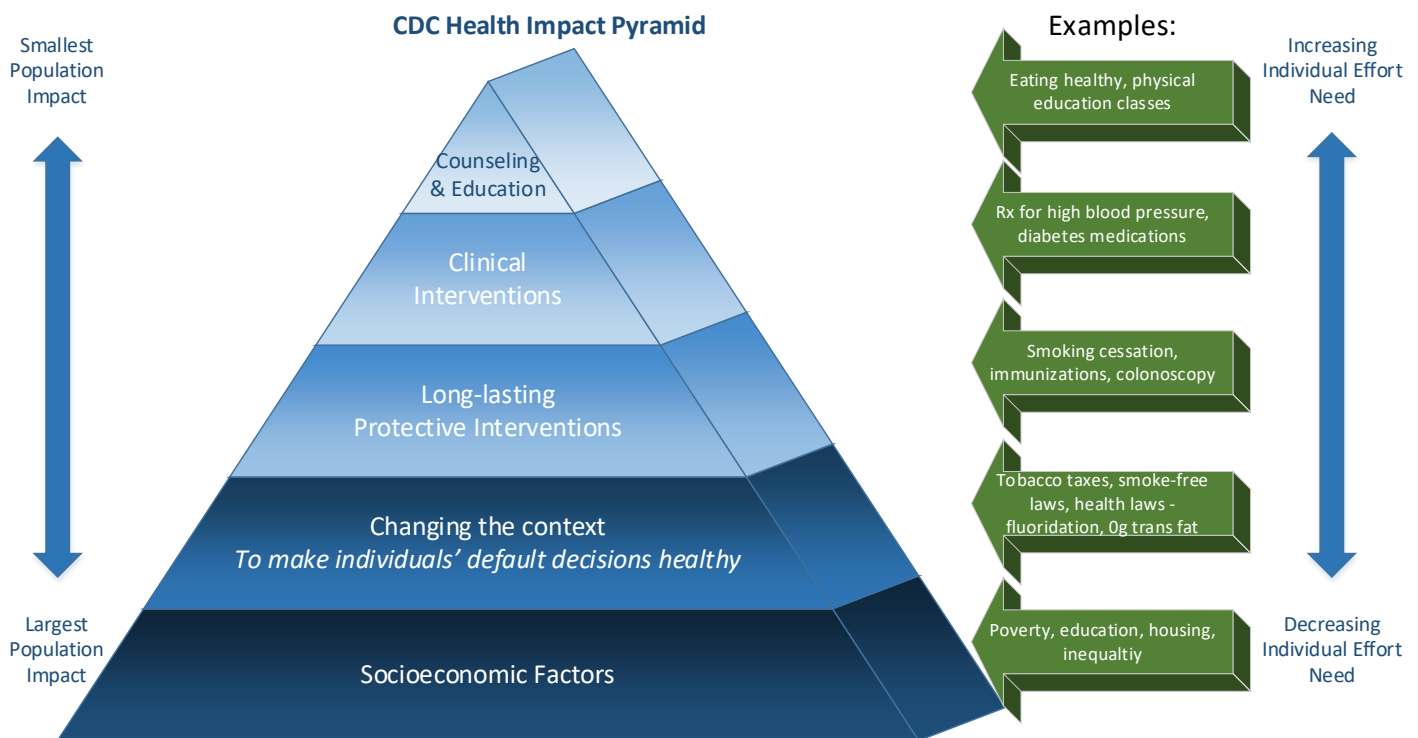 CDC Health Impact Pyramid
Examples:
Smallest
Population
Impact
Largest
Population
Impact
Counseling
& Education
Clinical
Interventions
Long-lasting
Protective Interventions
Changing the context
To make individuals’ default decisions healthy
Socioeconomic Factors
Eating healthy, physical
education classes
Rx for high blood pressure,
diabetes medications
Smoking cessation,
immunizations, colonoscopy
Tobacco taxes, smoke-free
laws, health laws -
fluoridation, 0g trans fat
Poverty, education, housing,
inequaltiy
Increasing
Individual Effort
Need
Decreasing
Individual Effort
Need